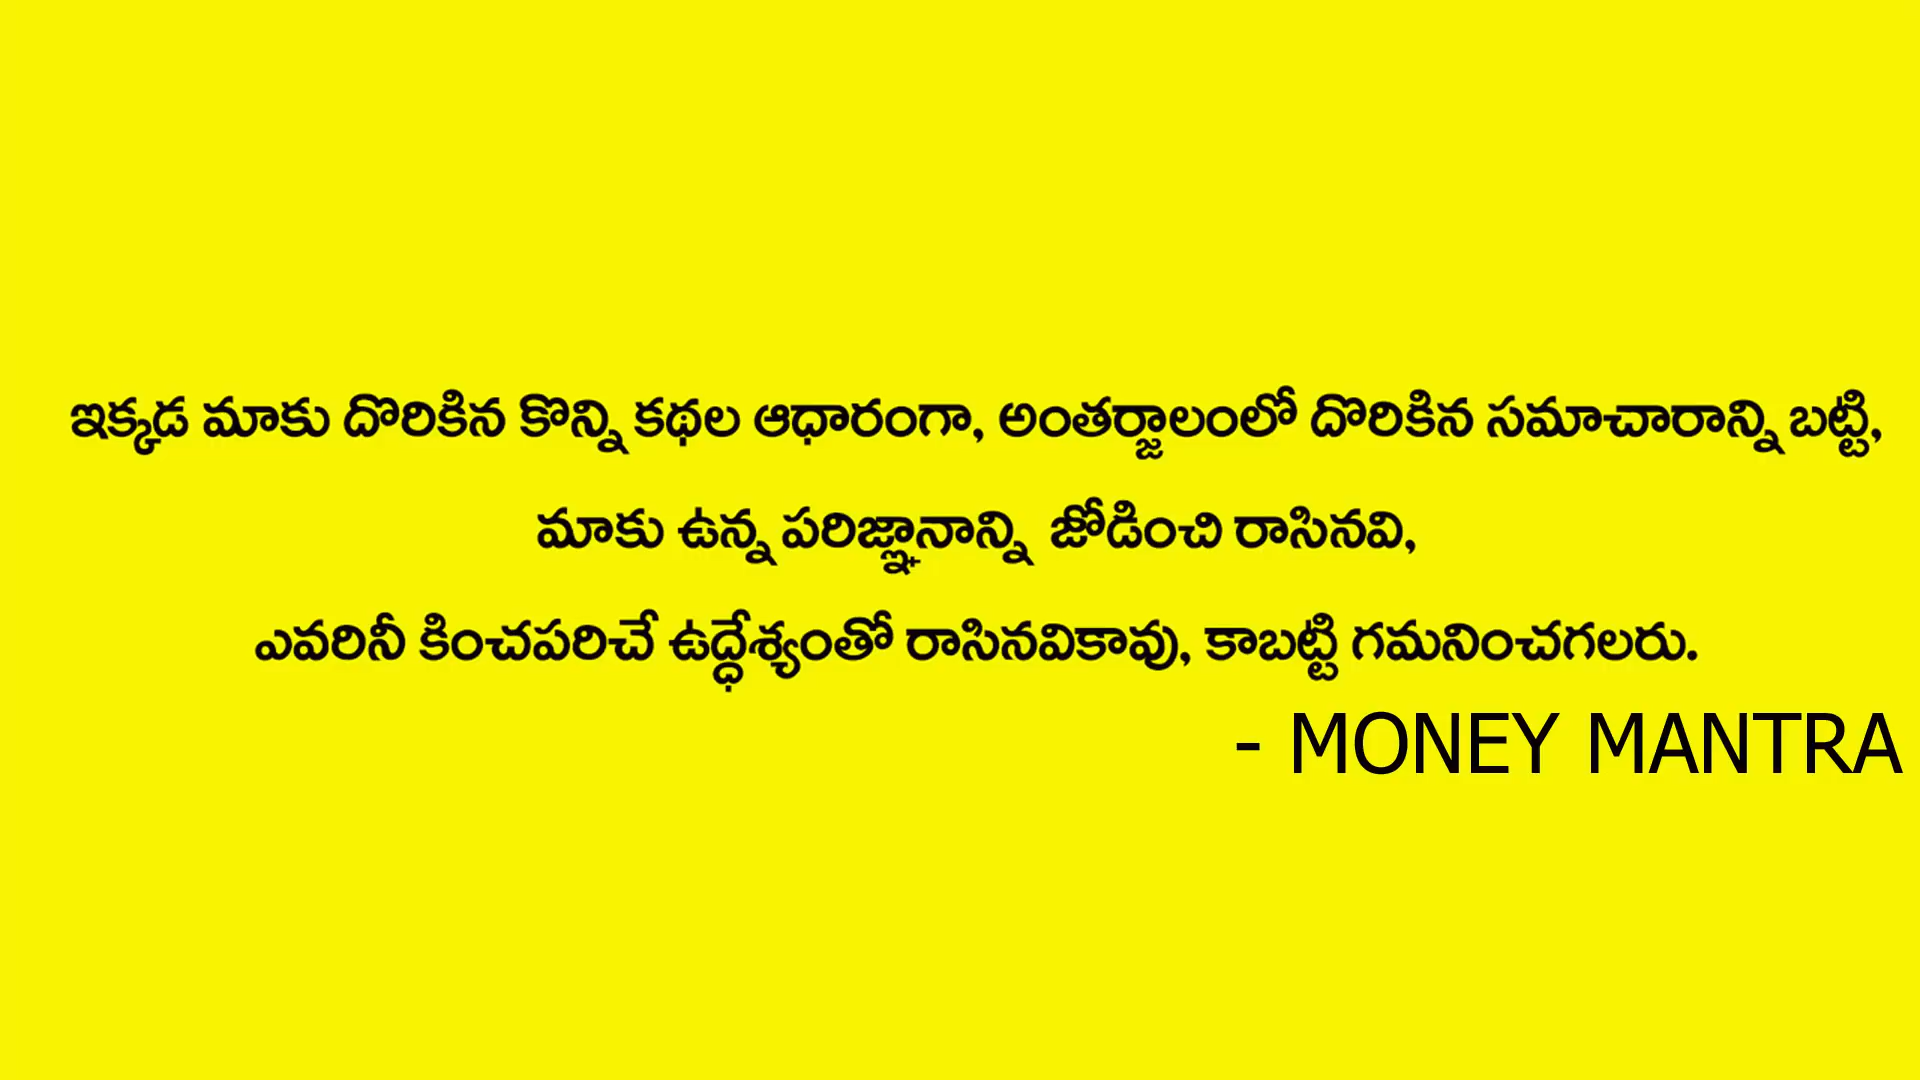 ఇక్కడ మాకు దొరికిన కొన్ని కథల ఆధారంగా, అంతర్జాలంలో దొరికిన సమాచారాన్ని బట్టి,
మాకు ఉన్న పరిజ్ఞానాన్ని జోడించి రాసినవి,
ఎవరినీ కించపరిచే ఉద్ధేశ్యంతో రాసినవికావు, కాబట్టి గమనించగలరు.
- MONEY MANTRA